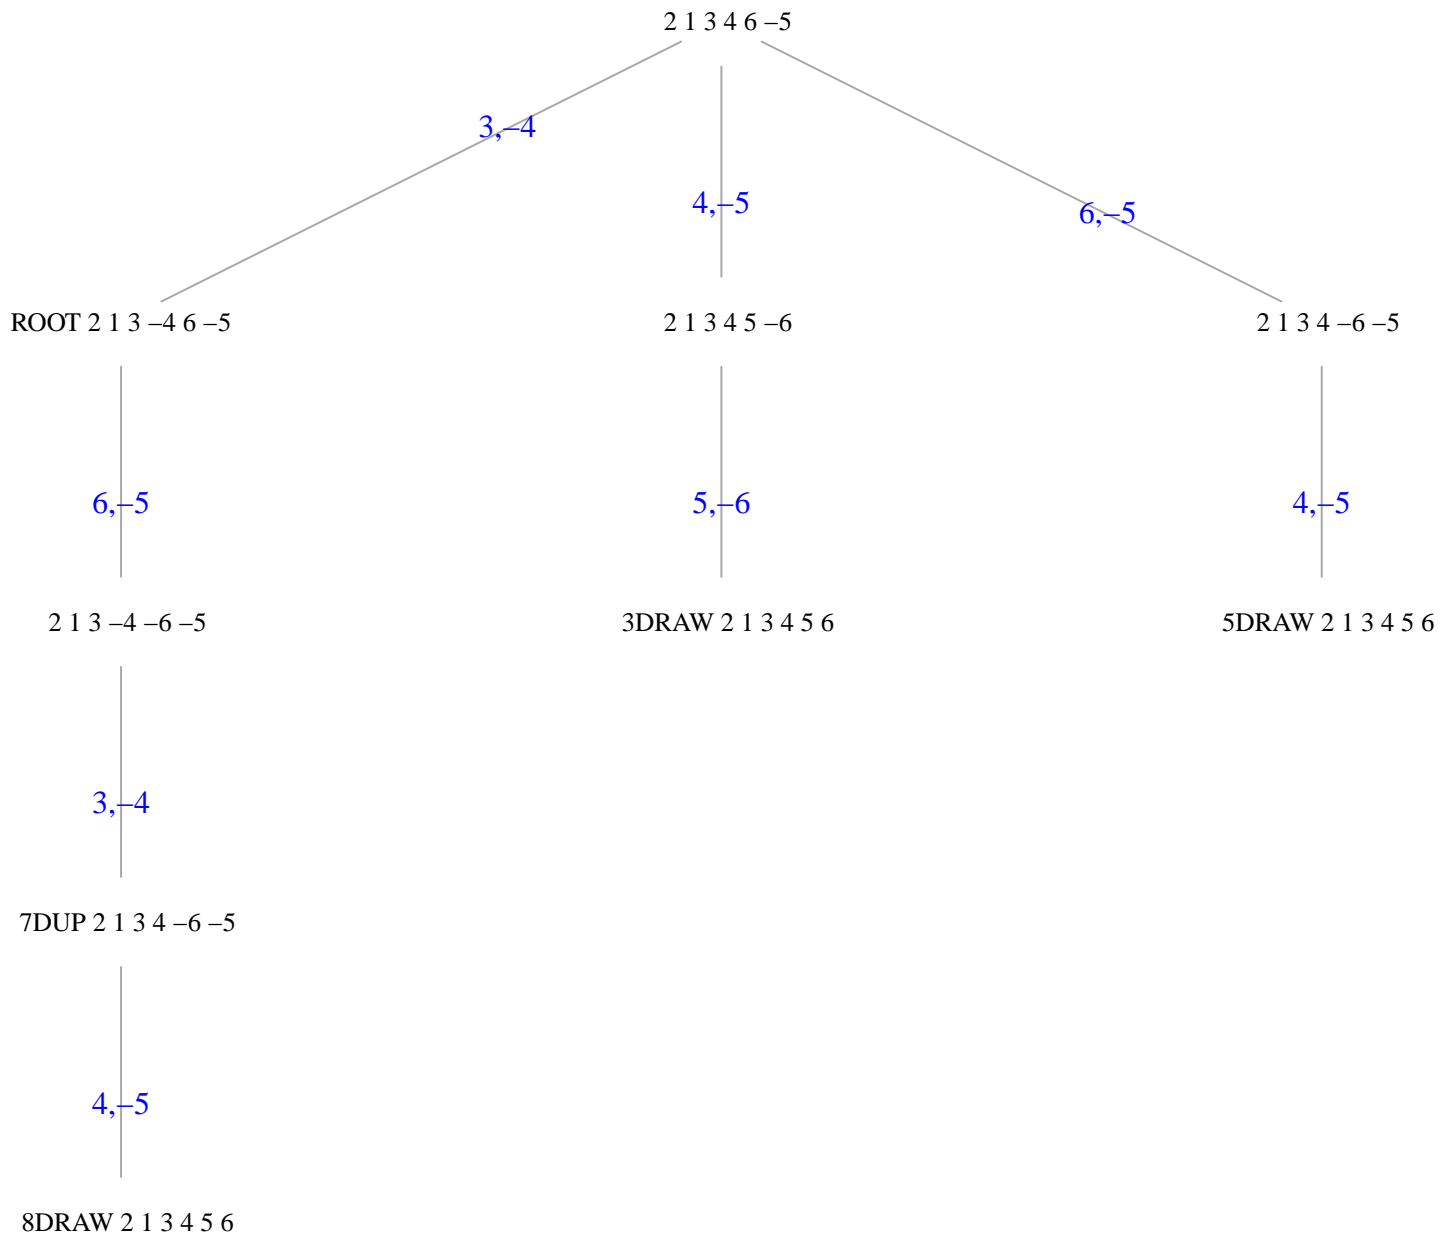 2 1 3 4 6 –5
3,–4
4,–5
6,–5
ROOT 2 1 3 –4 6 –5
2 1 3 4 5 –6
2 1 3 4 –6 –5
6,–5
5,–6
4,–5
2 1 3 –4 –6 –5
3DRAW 2 1 3 4 5 6
5DRAW 2 1 3 4 5 6
3,–4
7DUP 2 1 3 4 –6 –5
4,–5
8DRAW 2 1 3 4 5 6